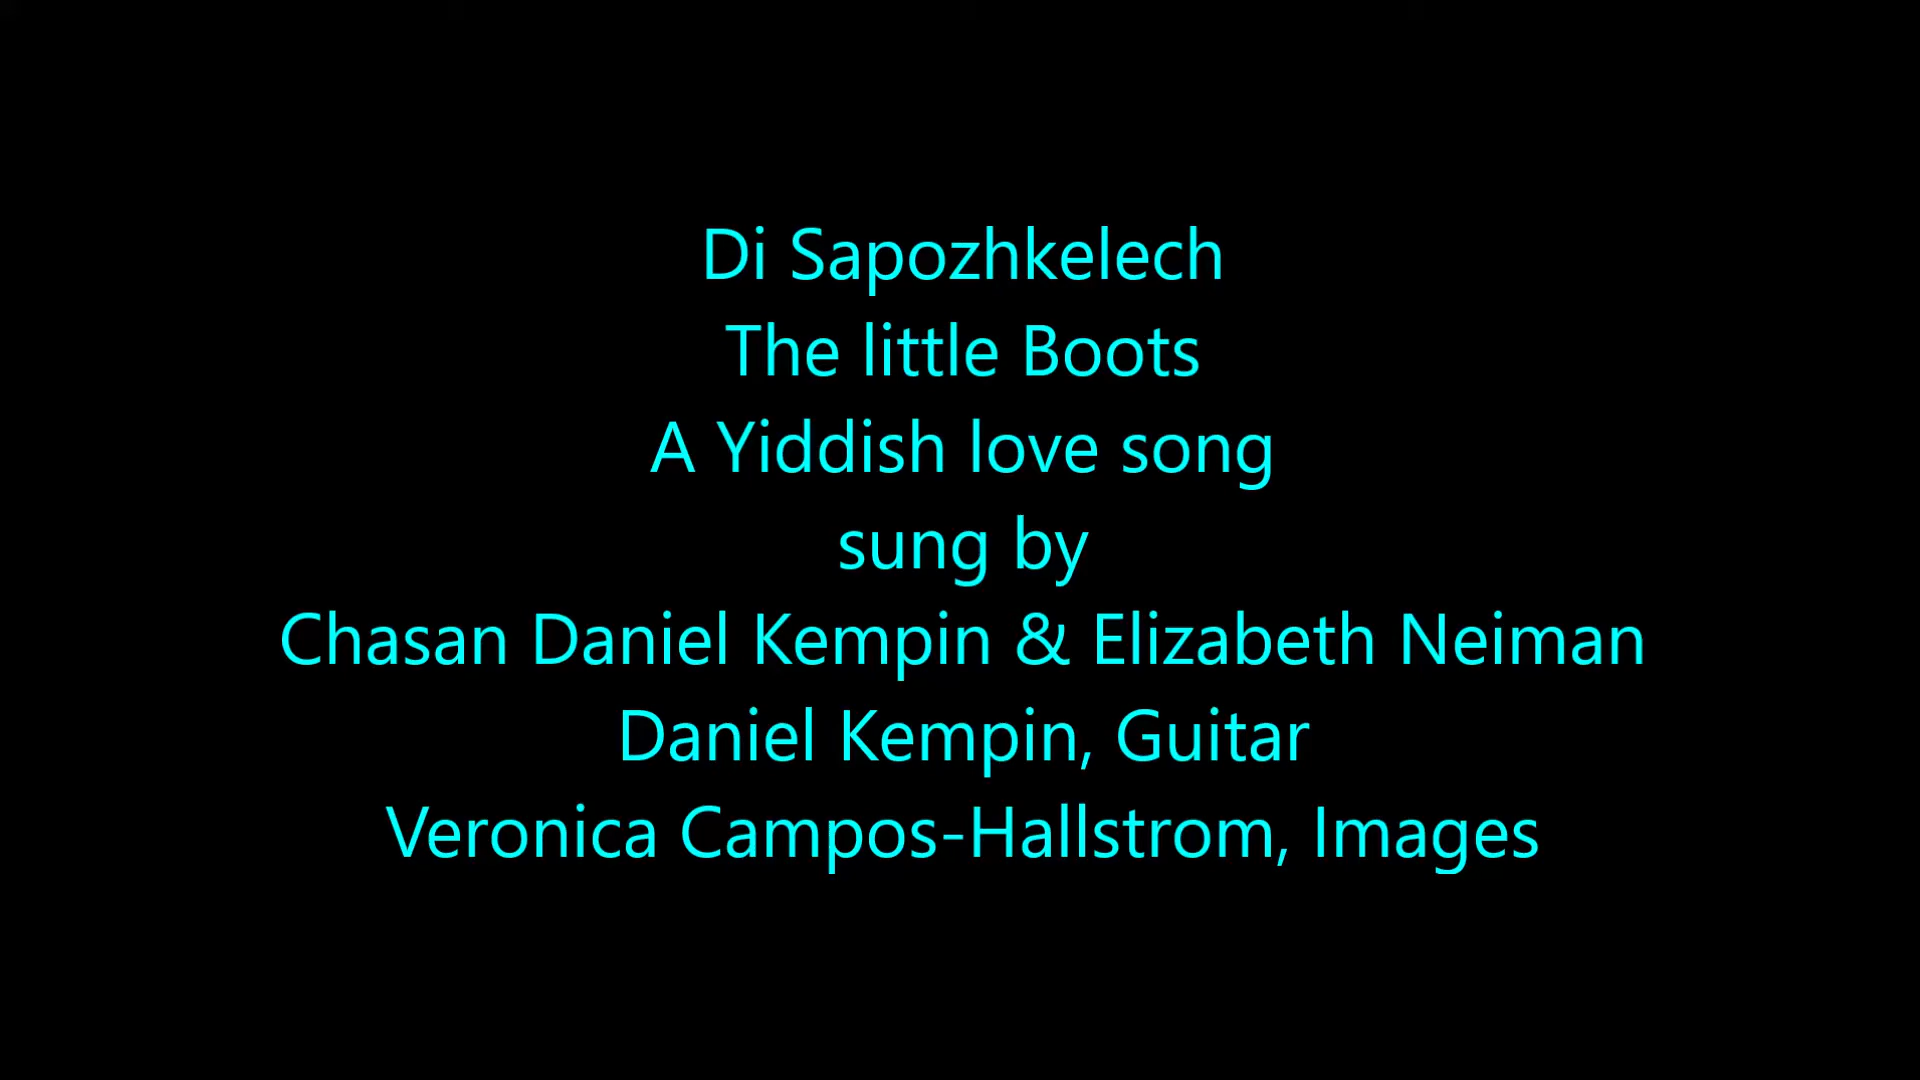 Di Sapozhkelech
The little Boots
A Yiddish love song
sung by
Chasan Daniel Kempin & Elizabeth Neiman
Daniel Kempin, Guitar
Veronica Campos-Hallstrom, Images